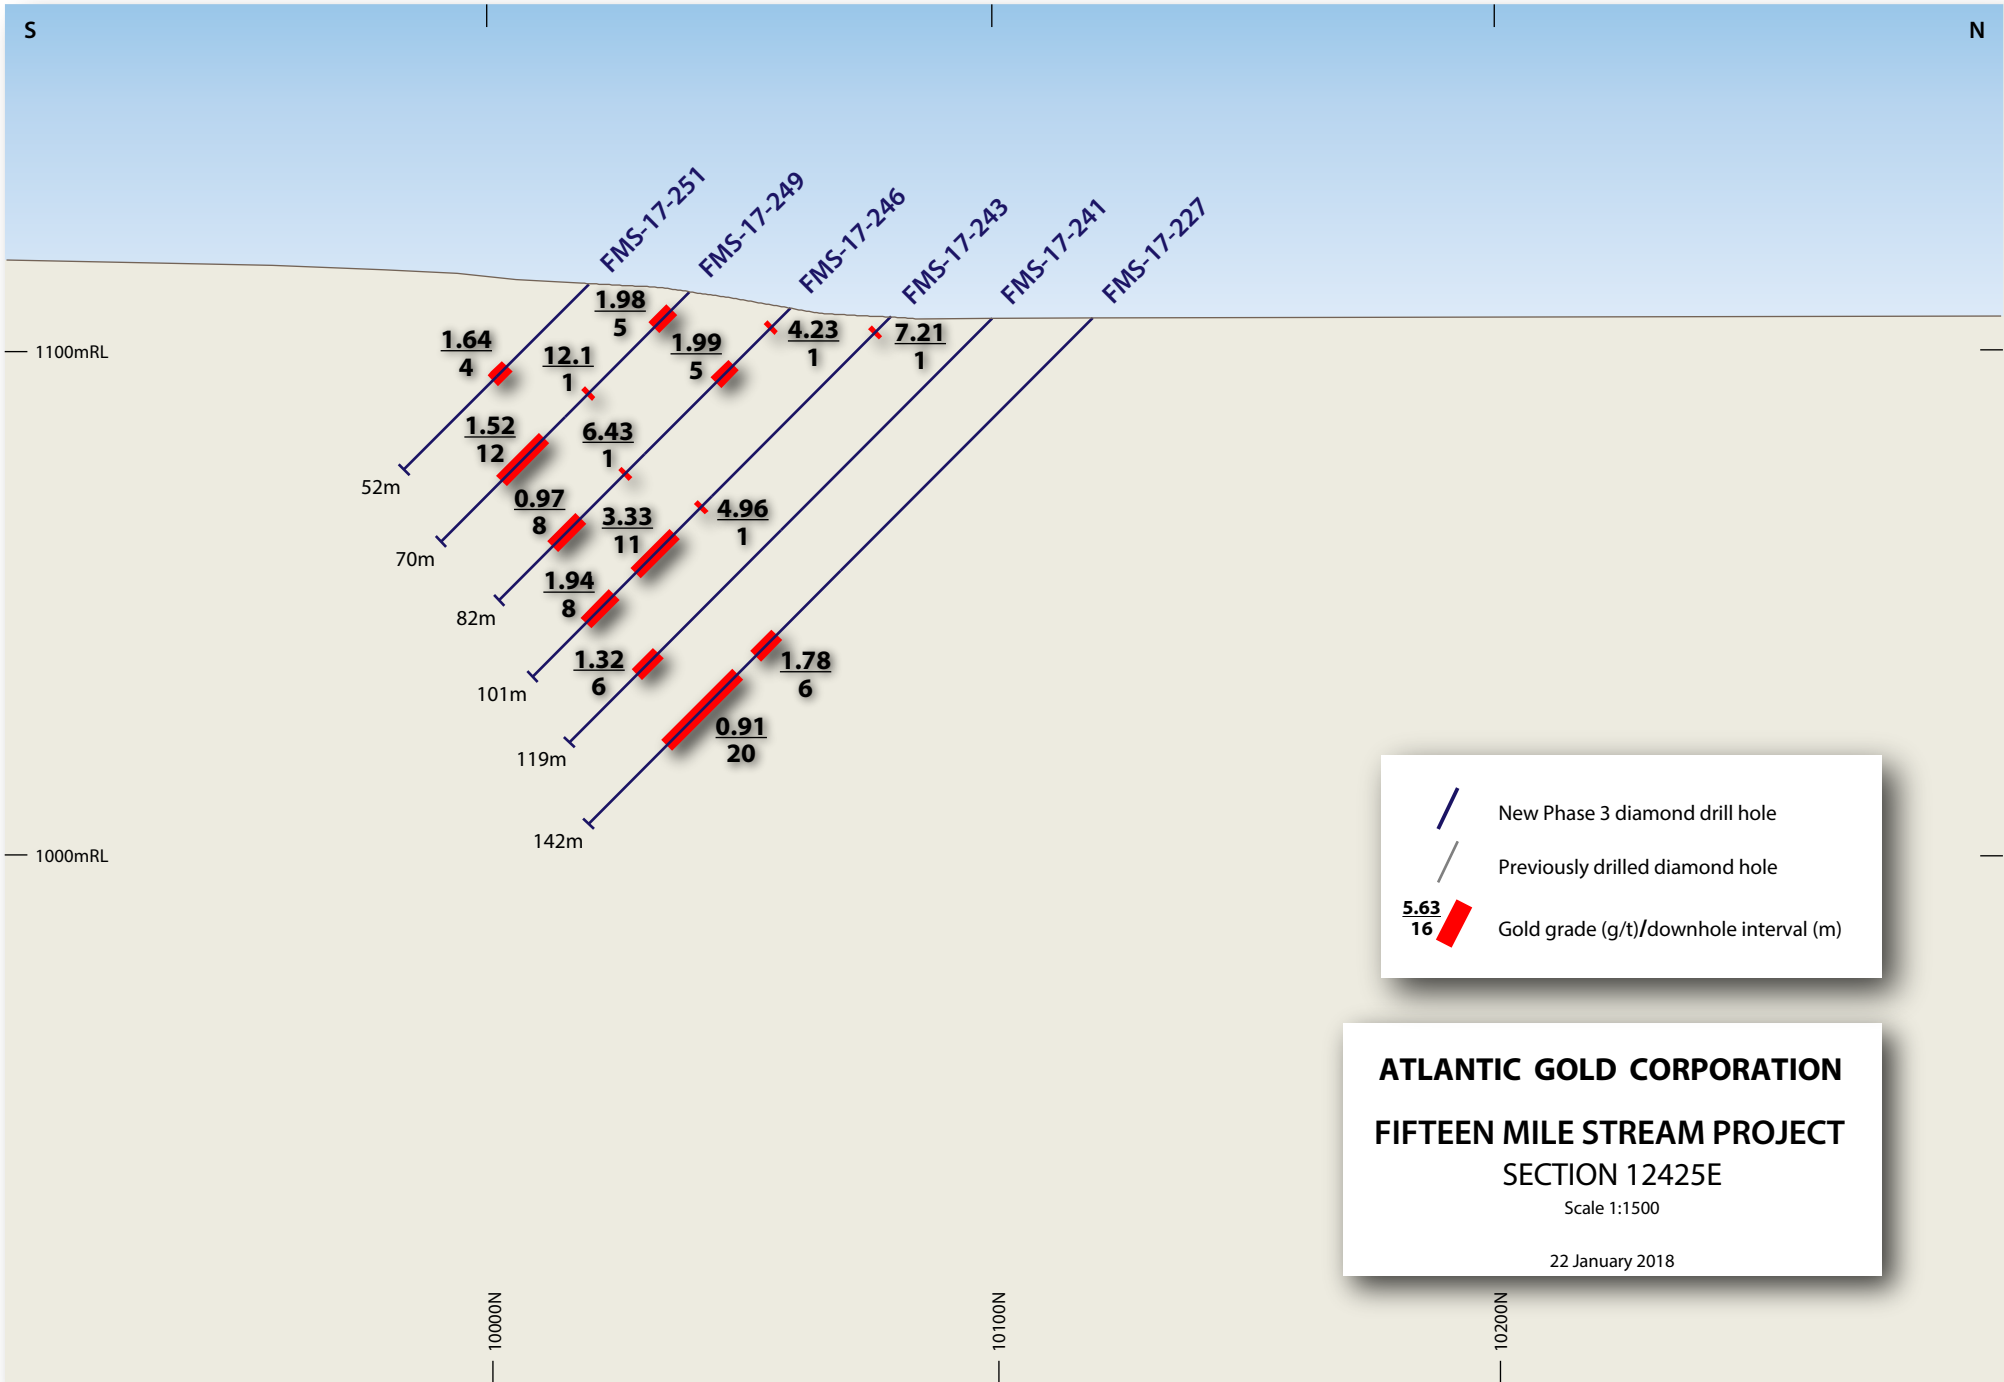 S
N
FMS-17-251
FMS-17-249
FMS-17-246
FMS-17-243
FMS-17-241
FMS-17-227
1.98
5
4.23
1
7.21
1
1.64
4
1.99
5
12.1
1
1100mRL
1.52
12
6.43
1
52m
0.97
8
3.33
11
4.96
1
70m
1.94
8
82m
1.32
6
1.78
6
101m
0.91
20
119m
142m
1000mRL
New Phase 3 diamond drill hole
Previously drilled diamond hole
5.63
16
Gold grade (g/t)/downhole interval (m)
ATLANTIC GOLD CORPORATION
FIFTEEN MILE STREAM PROJECT
SECTION 12425E
Scale 1:1500
22 January 2018
10000N
10100N
10200N